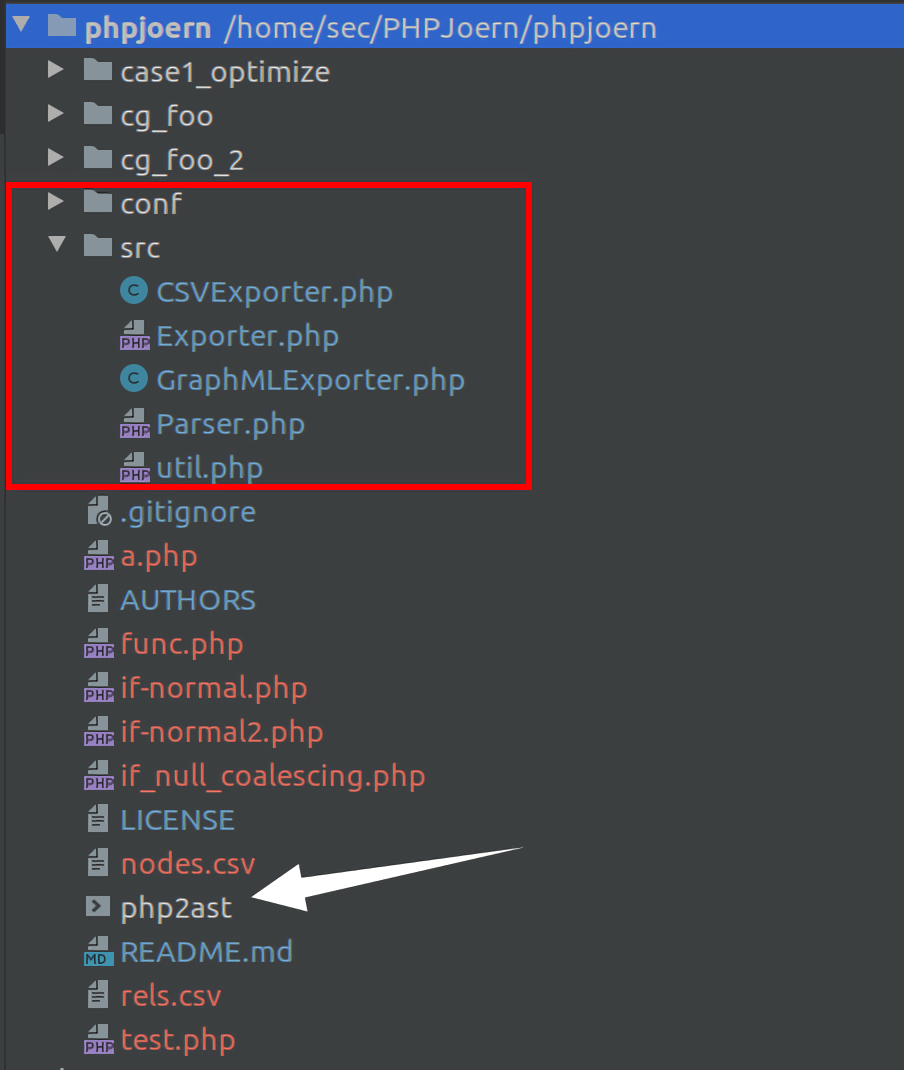 phpjoern /home/sec/PHPJoern/phpjoern
case1_optimize
cg_foo
cg_foo_2
conf
src
C CSVExporter.php
PHP Exporter.php
C GraphMLExporter.php
PHP Parser.php
PHP util.php
.gitignore
PHP a.php
AUTHORS
PHP func.php
PHP if-normal.php
PHP if-normal2.php
PHP if_null_coalescing.php
LICENSE
nodes.csv
php2ast
MD README.md
rels.csv
PHP test.php